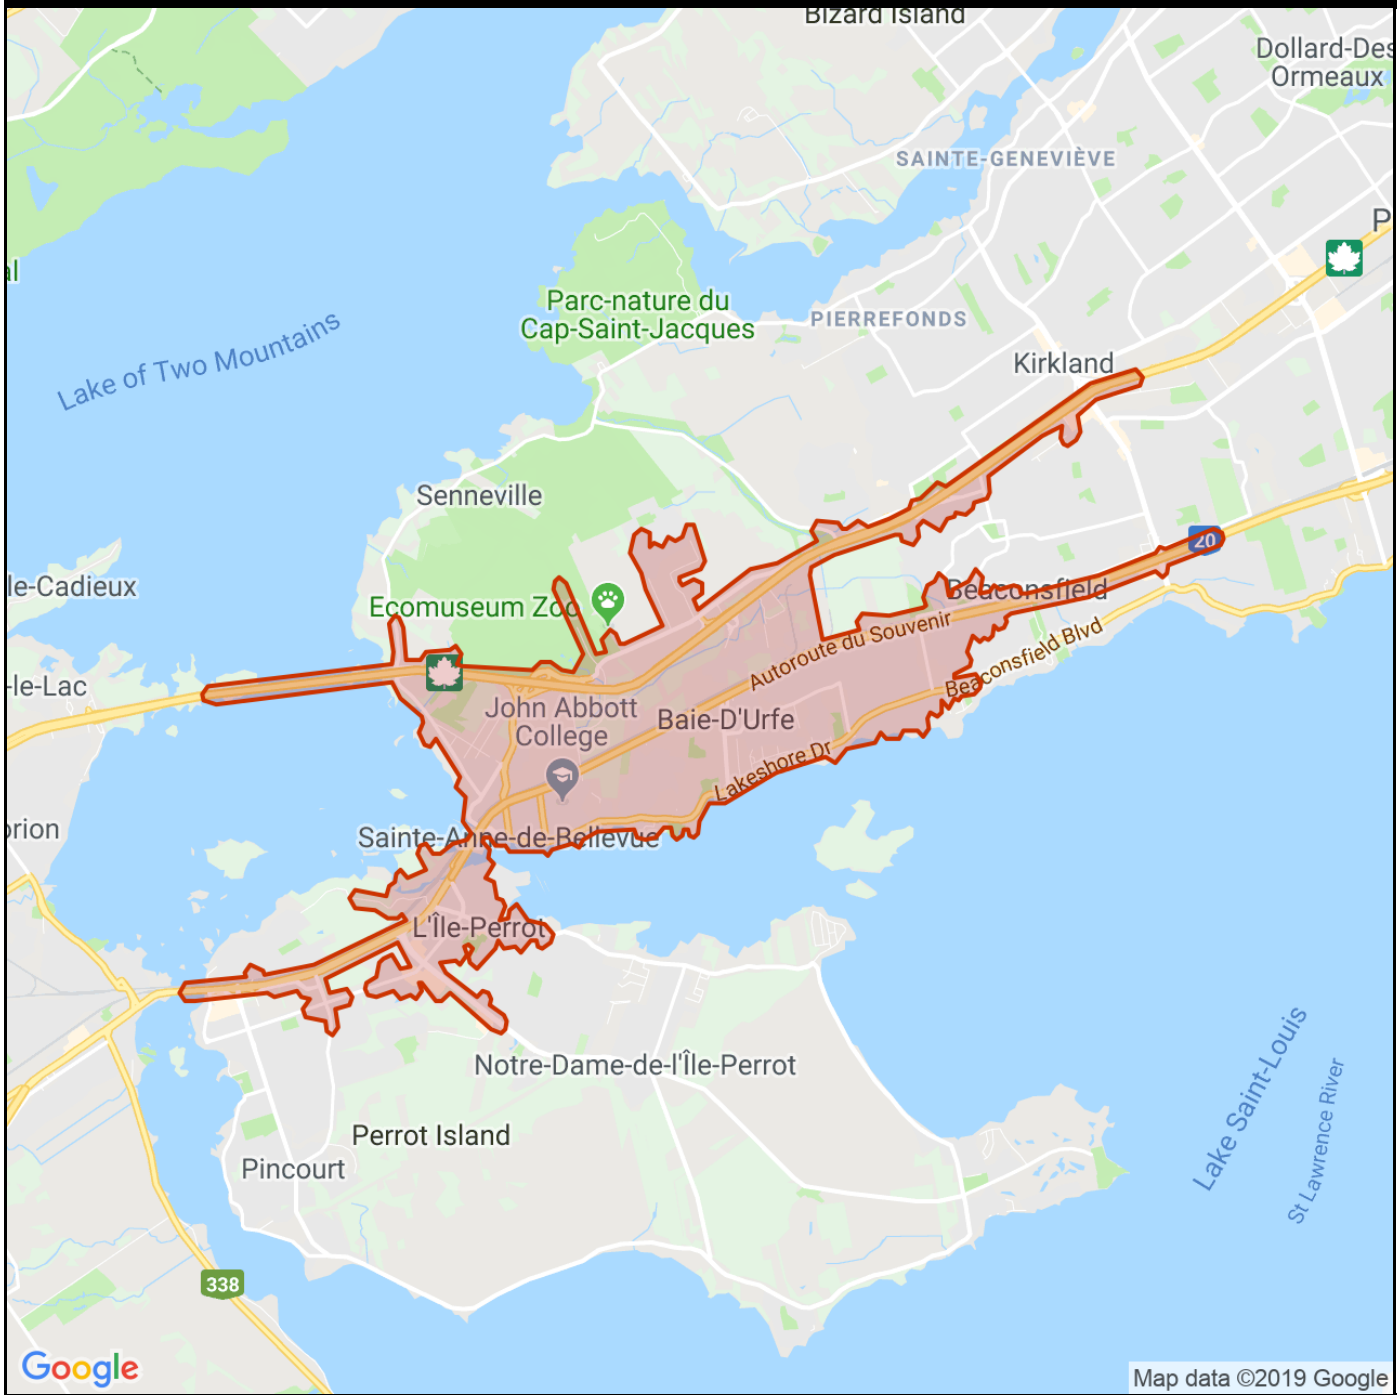 Bizard Island
Dollard-Des
Ormeaux
SAINTE-GENEVIÈVE
P
al
Parc-nature du
Cap-Saint-Jacques
PIERREFONDS
Lake of Two Mountains
Kirkland
Senneville
20
le-Cadieux
Ecomuseum Zoo
Beaconsfield
Autoroute du Souvenir
Beaconsfield Blvd
-le-Lac
John Abbott
College
Baie-D'Urfe
Lakeshore Dr
orion
Sainte-Anne-de-Bellevue
L'Île-Perrot
Notre-Dame-de-l'Île-Perrot
Lake Saint-Louis
St Lawrence River
Perrot Island
Pincourt
338
Google
Map data ©2019 Google